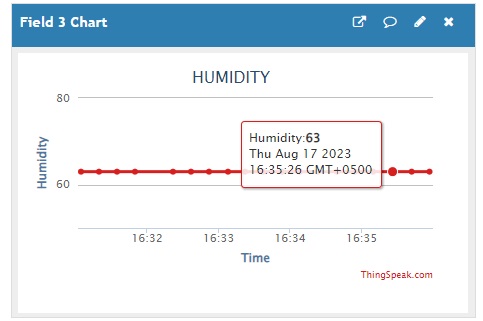 Field 3 Chart
HUMIDITY
80
60
Humidity
Humidity:63
Thu Aug 17 2023
16:35:26 GMT+0500
16:32 16:33 16:34 16:35
Time
ThingSpeak.com